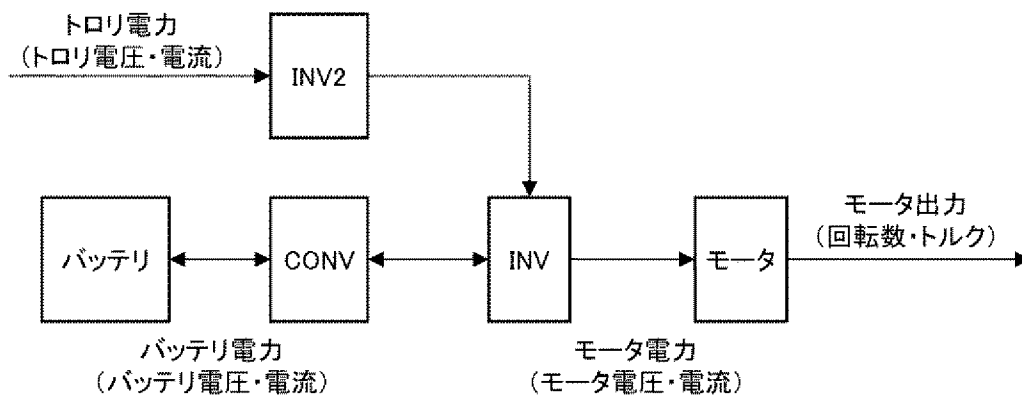 トロリ電力
(トロリ電圧・電流)
INV2
バッテリ
CONV
INV
モータ
モータ出力
(回転数・トルク)
バッテリ電力
(バッテリ電圧・電流)
モータ電力
(モータ電圧・電流)